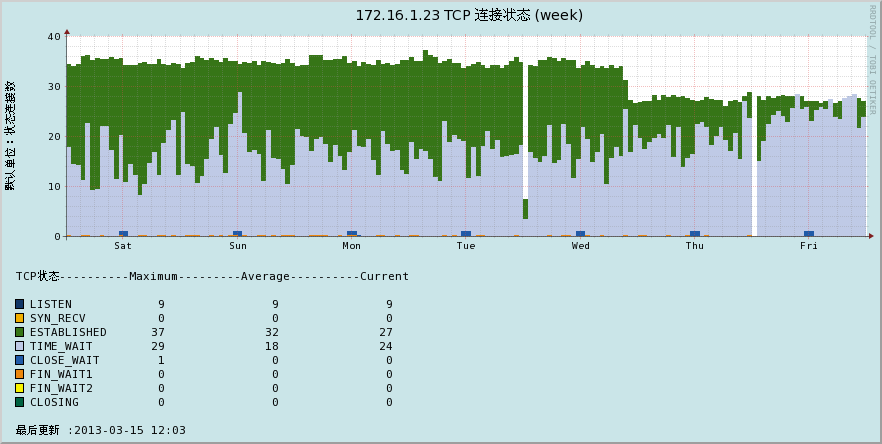 172.16.1.23 TCP 连接状态 (week)
RRDTOOL / TOBI OETIKER
默认单位：状态连接数
40
30
20
10
0
Sat Sun Mon Tue Wed Thu Fri
TCP状态----------Maximum---------Average----------Current
LISTEN 9 9 9
SYN_RECV 0 0 0
ESTABLISHED 37 32 27
TIME_WAIT 29 18 24
CLOSE_WAIT 1 0 0
FIN_WAIT1 0 0 0
FIN_WAIT2 0 0 0
CLOSING 0 0 0
最后更新 :2013-03-15 12:03